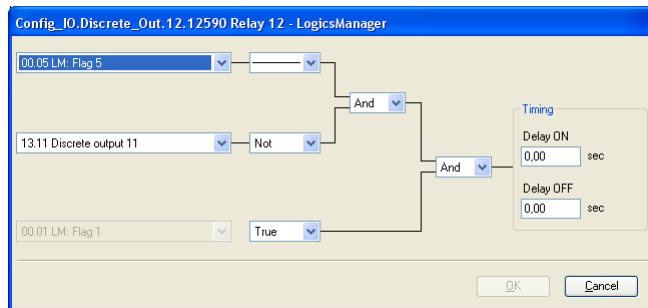 Config_IO.Discrete_Out.12.12590 Relay 12 - LogicsManager
00.05 LM: Flag 5
And
Timing
Delay ON
13.11 Discrete output 11
Not
0,00 sec
And
Delay OFF
0,00 sec
00.01 LM: Flag 1
True
OK
Cancel